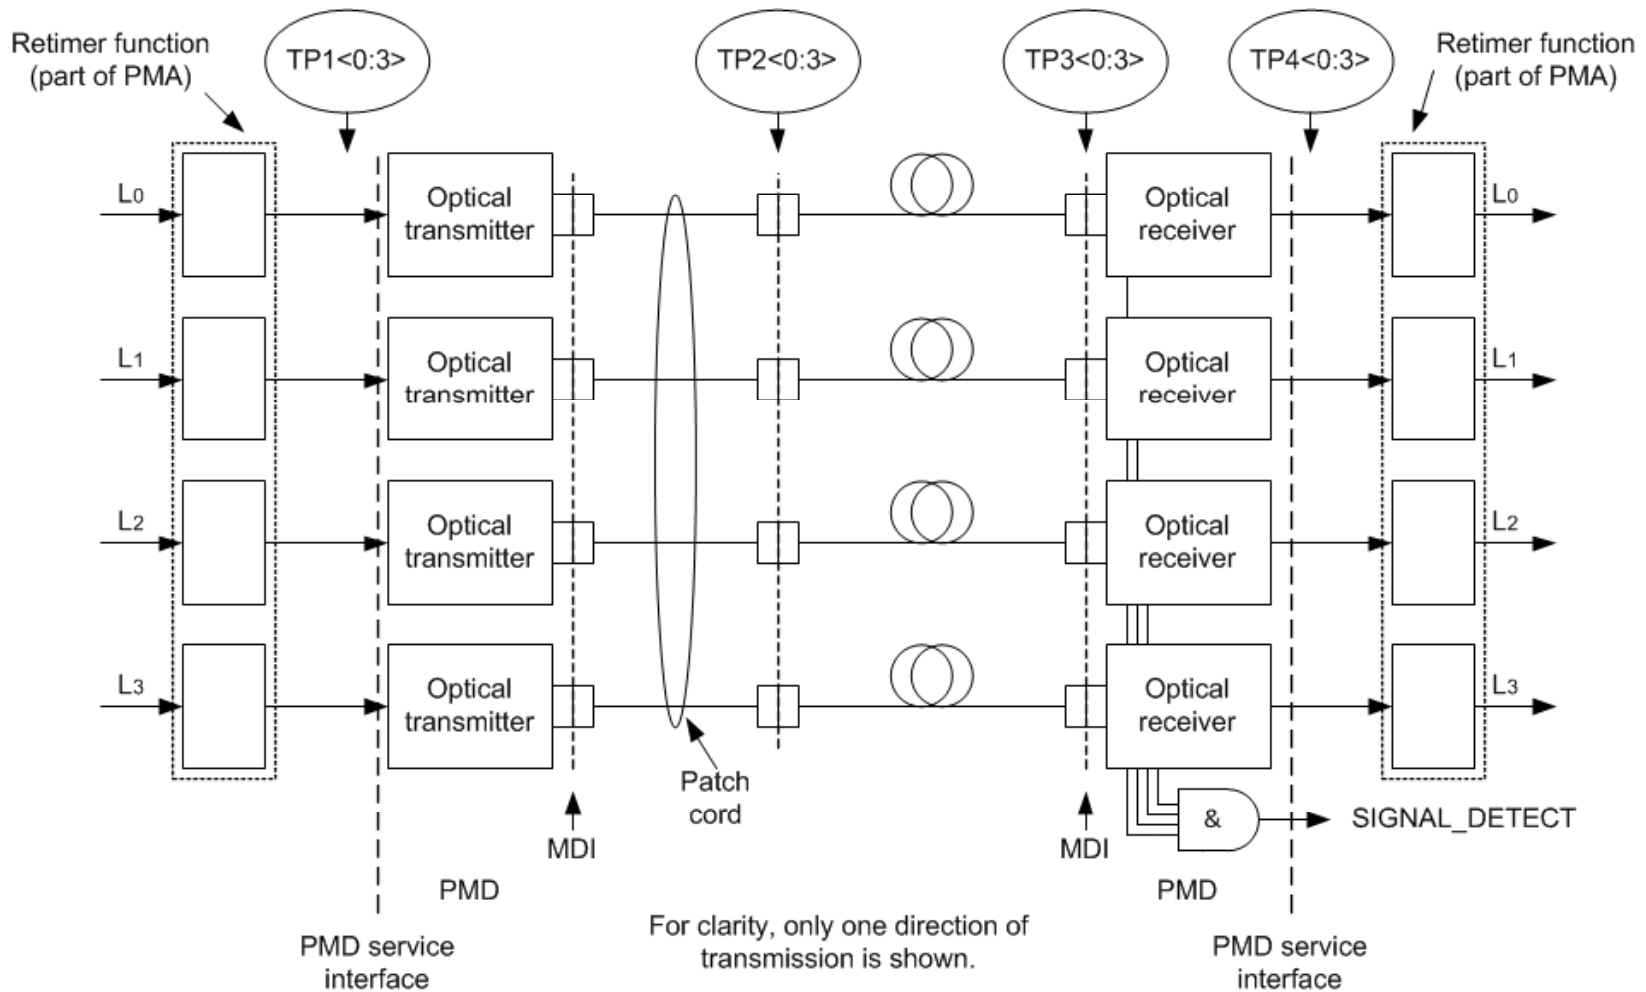 Retimer function
(part of PMA)
TP1<0:3>
TP2<0:3>
TP3<0:3>
TP4<0:3>
Retimer function
(part of PMA)
L0
Optical
transmitter
Optical
receiver
L0
L1
Optical
transmitter
Optical
receiver
L1
L2
Optical
transmitter
Optical
receiver
L2
L3
Optical
transmitter
Optical
receiver
L3
Patch
cord
&
SIGNAL_DETECT
MDI
MDI
PMD
PMD
For clarity, only one direction of
transmission is shown.
PMD service
interface
PMD service
interface